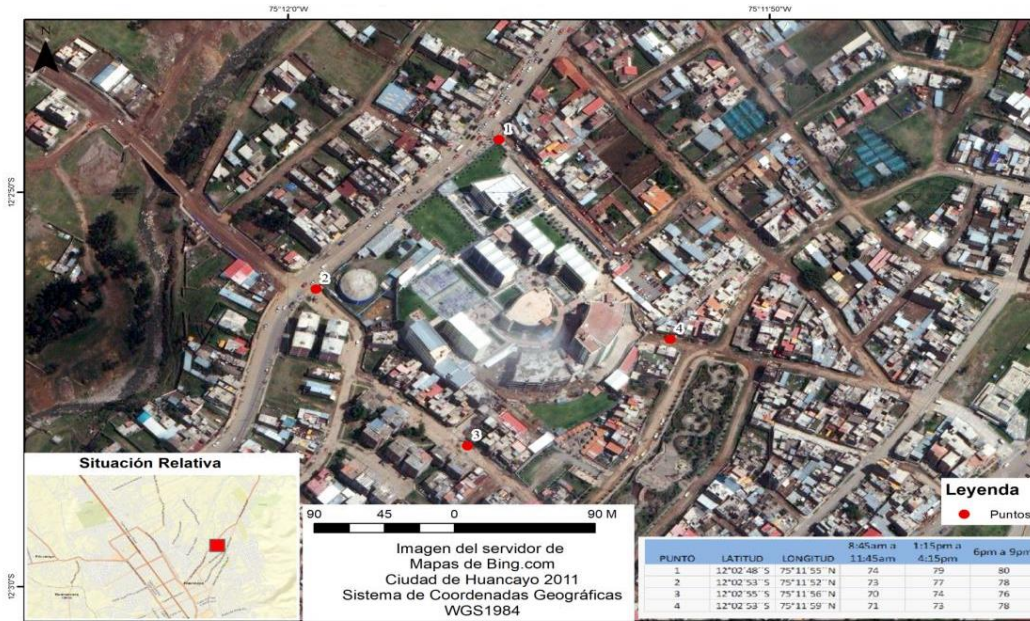 75°12'0"W
75°11'50"W
N
12°2'50"S
12°3'0"S
1
2
3
4
Situación Relativa
90 45 0 90 M
Imagen del servidor de
Mapas de Bing.com
Ciudad de Huancayo 2011
Sistema de Coordenadas Geográficas
WGS1984
Leyenda
Puntos
PUNTO LATITUD LONGITUD 8:45am a 11:45am 1:15pm a 4:15pm 6pm a 9pm
1 12°02´48´´S 75°11´55´´N 74 79 80
2 12°02´53´´S 75°11´52´´N 73 77 78
3 12°02´55´´S 75°11´56´´N 70 74 76
4 12°02´53´´S 75°11´59´´N 71 73 78